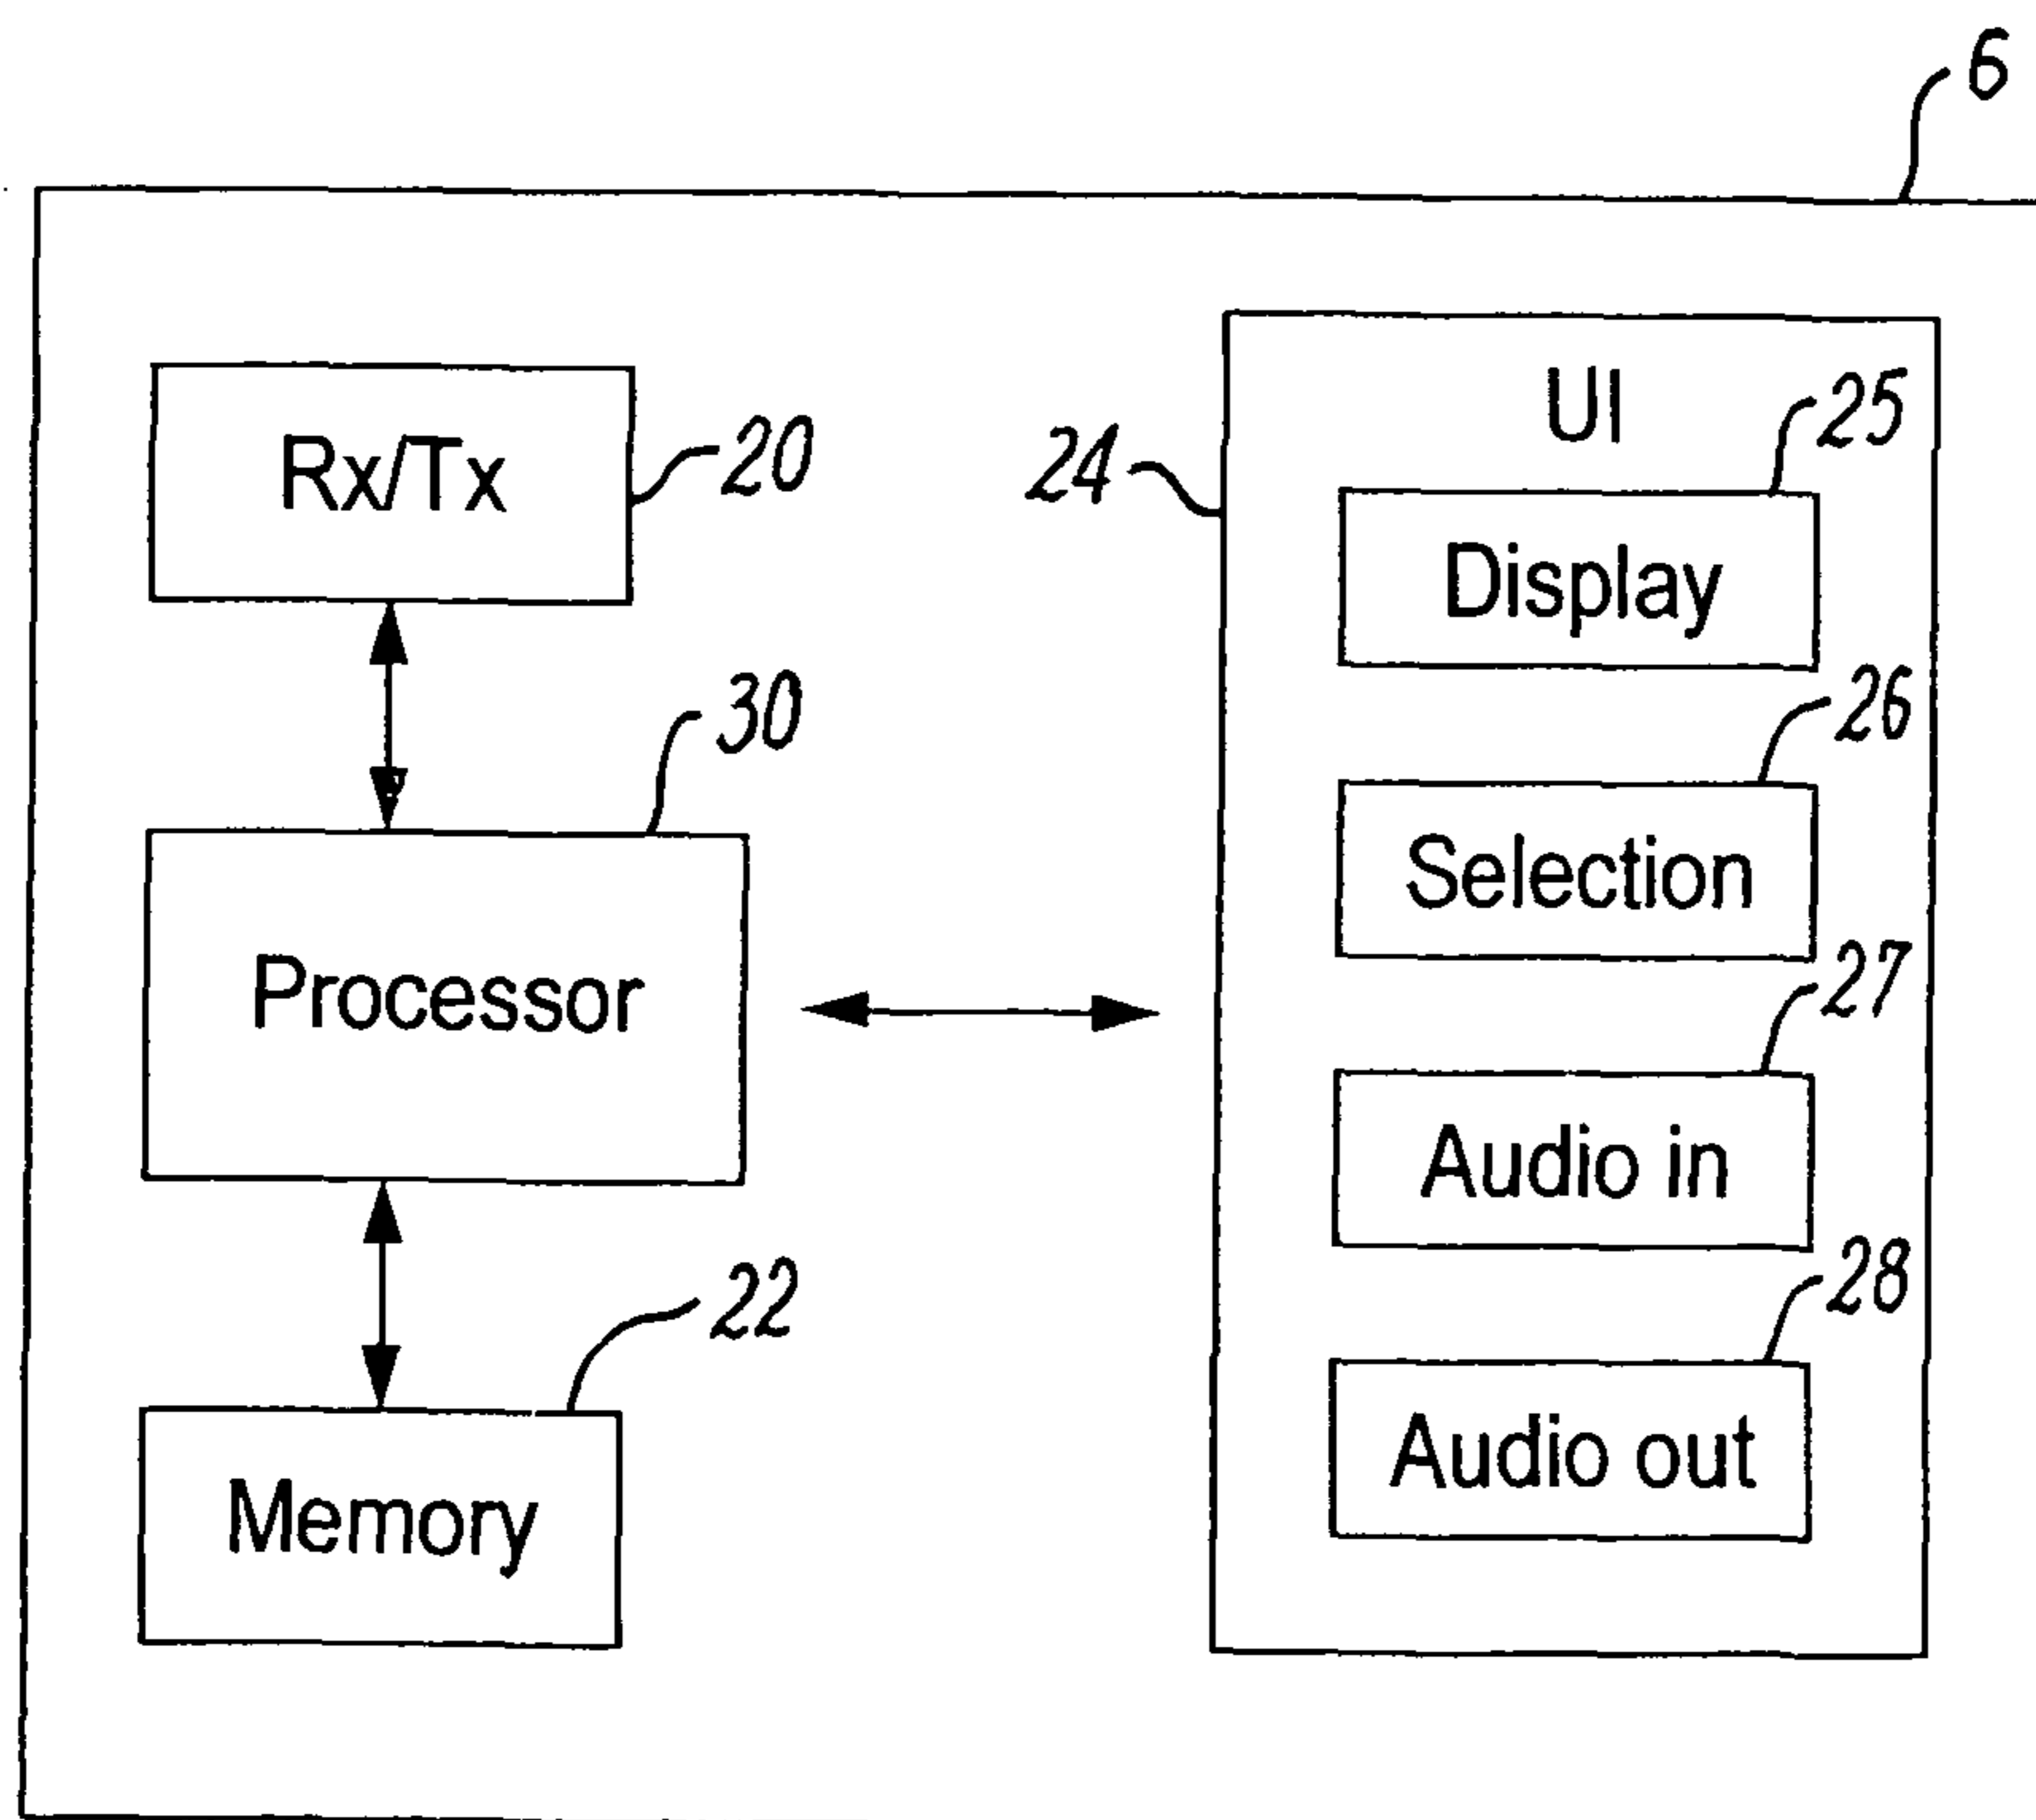 6
Rx/Tx
20
30
Processor
22
Memory
24
UI
25
Display
26
Selection
27
Audio in
28
Audio out